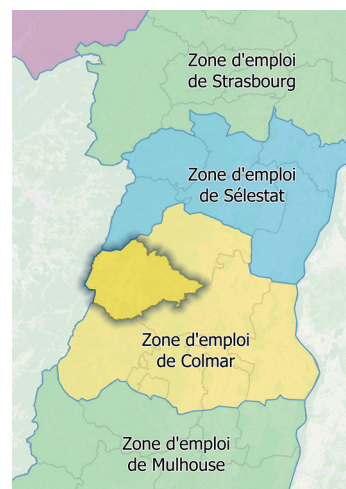 Zone d'emploi
de Strasbourg
Zone d'emploi
de Sélestat
Zone d'emploi
de Colmar
Zone d'emploi
de Mulhouse